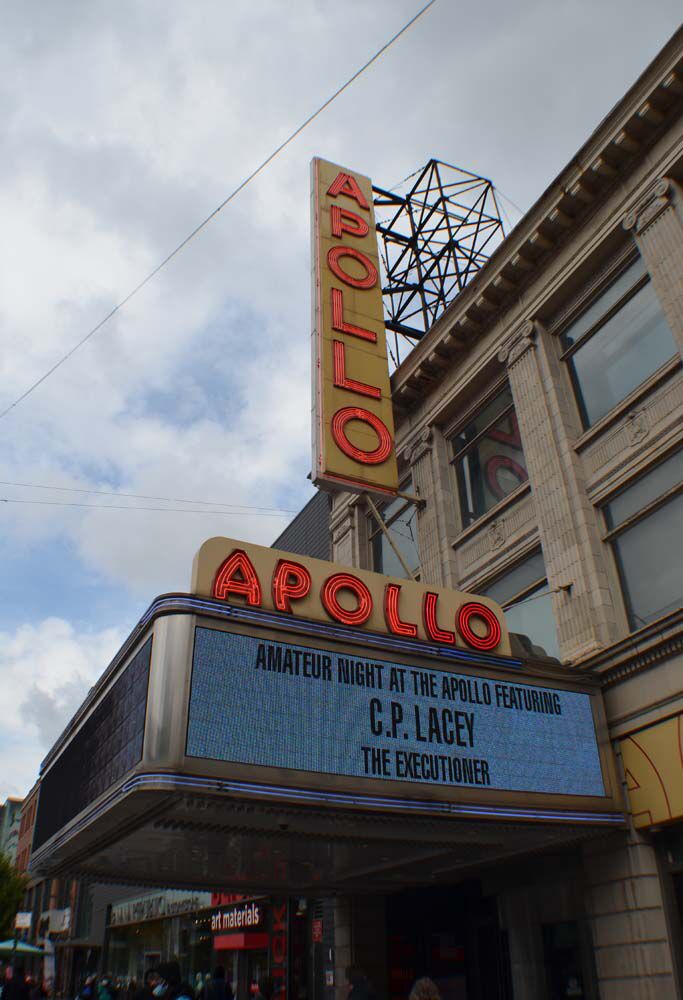 APOLLO
APOLLO
AMATEUR NIGHT AT THE APOLLO FEATURING
C.P. LACEY
THE EXECUTIONER
art materials